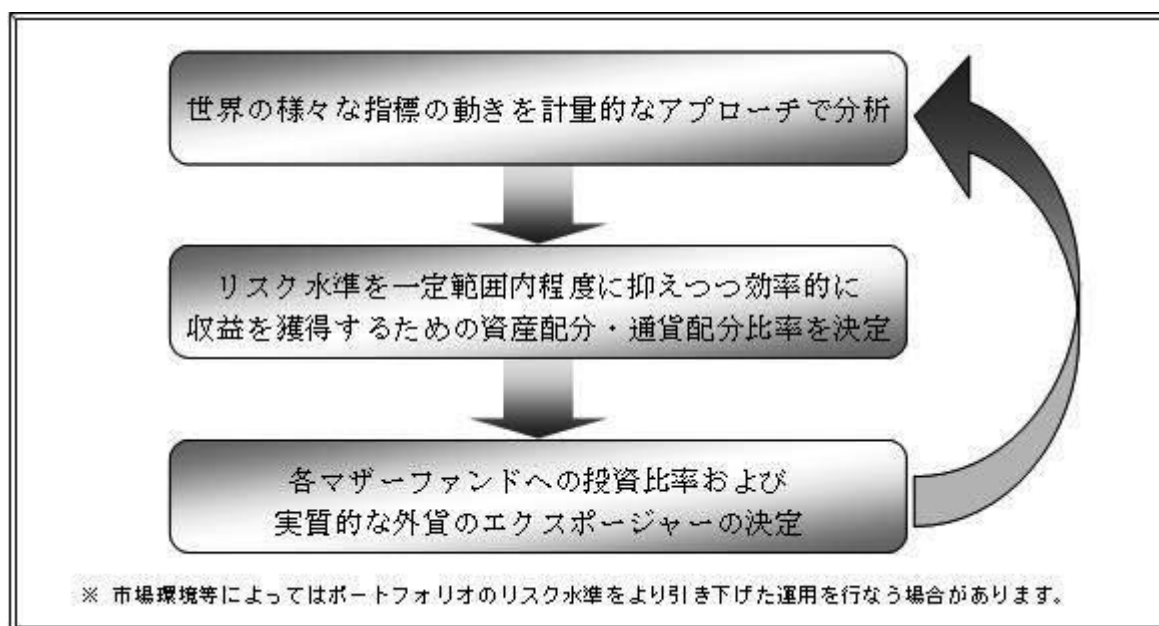 世界の様々な指標の動きを計量的なアプローチで分析
リスク水準を一定範囲内程度に抑えつつ効率的に
収益を獲得するための資産配分・通貨配分比率を決定
各マザーファンドへの投資比率および
実質的な外貨のエクスポージャーの決定
※ 市場環境等によってはポートフォリオのリスク水準をより引き下げた運用を行なう場合があります。